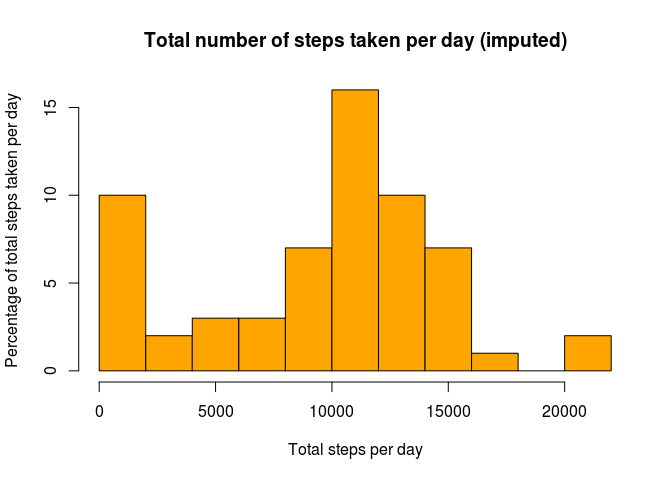 Total number of steps taken per day (imputed)
Percentage of total steps taken per day
15
10
5
0
0 5000 10000 15000 20000
Total steps per day